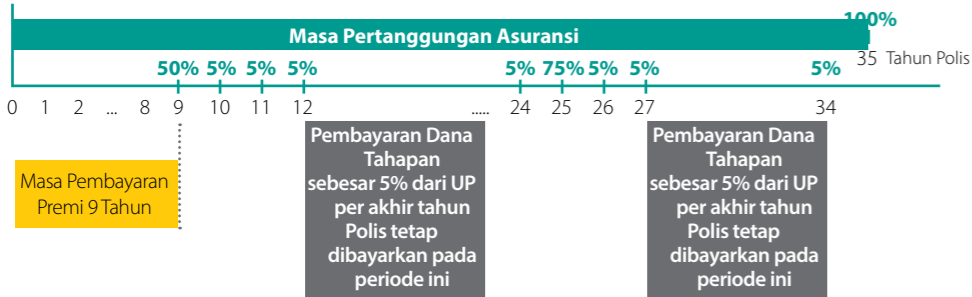 100%
Masa Pertanggungan Asuransi
35 Tahun Polis
50% 5% 5% 5% 5% 75% 5% 5% 5%
0 1 2 ... 8 9 10 11 12 ..... 24 25 26 27 34
Masa Pembayaran
Premi 9 Tahun
Pembayaran Dana
Tahapan
sebesar 5% dari UP
per akhir tahun
Polis tetap
dibayarkan pada
periode ini
Pembayaran Dana
Tahapan
sebesar 5% dari UP
per akhir tahun
Polis tetap
dibayarkan pada
periode ini